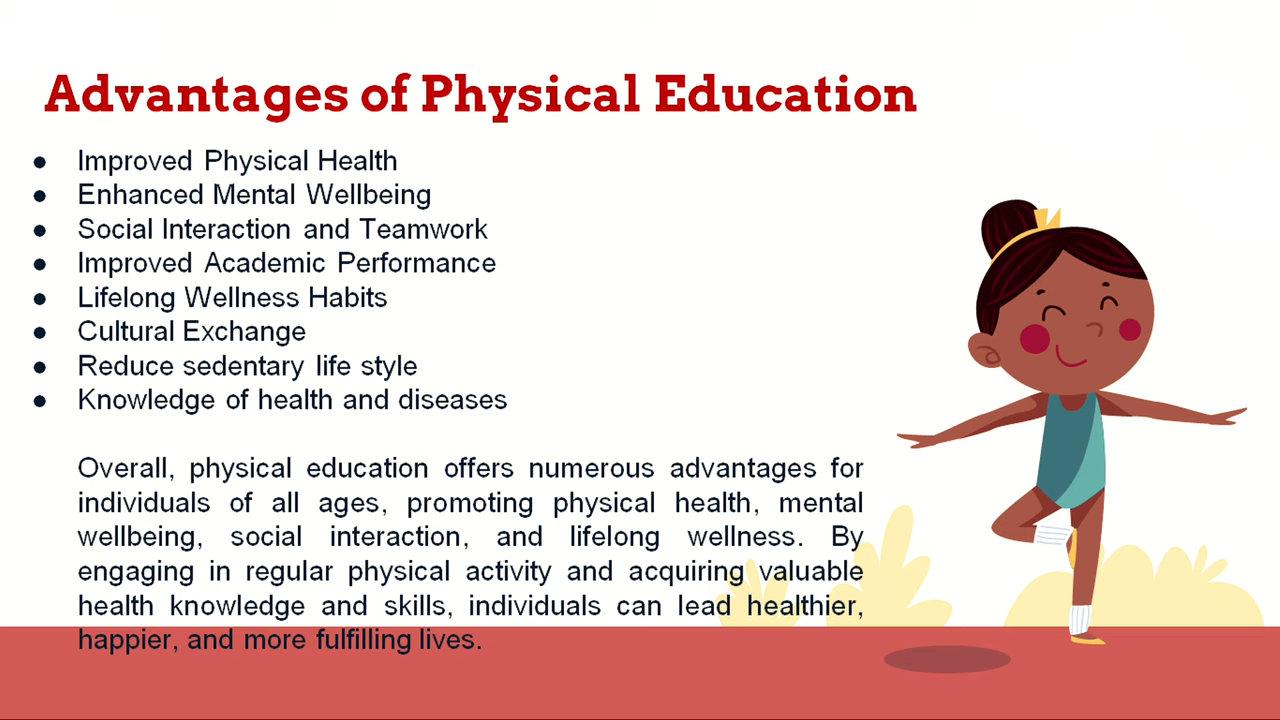 Advantages of Physical Education
● Improved Physical Health
● Enhanced Mental Wellbeing
● Social Interaction and Teamwork
● Improved Academic Performance
● Lifelong Wellness Habits
● Cultural Exchange
● Reduce sedentary life style
● Knowledge of health and diseases
Overall, physical education offers numerous advantages for
individuals of all ages, promoting physical health, mental
wellbeing, social interaction, and lifelong wellness. By
engaging in regular physical activity and acquiring valuable
health knowledge and skills, individuals can lead healthier,
happier, and more fulfilling lives.